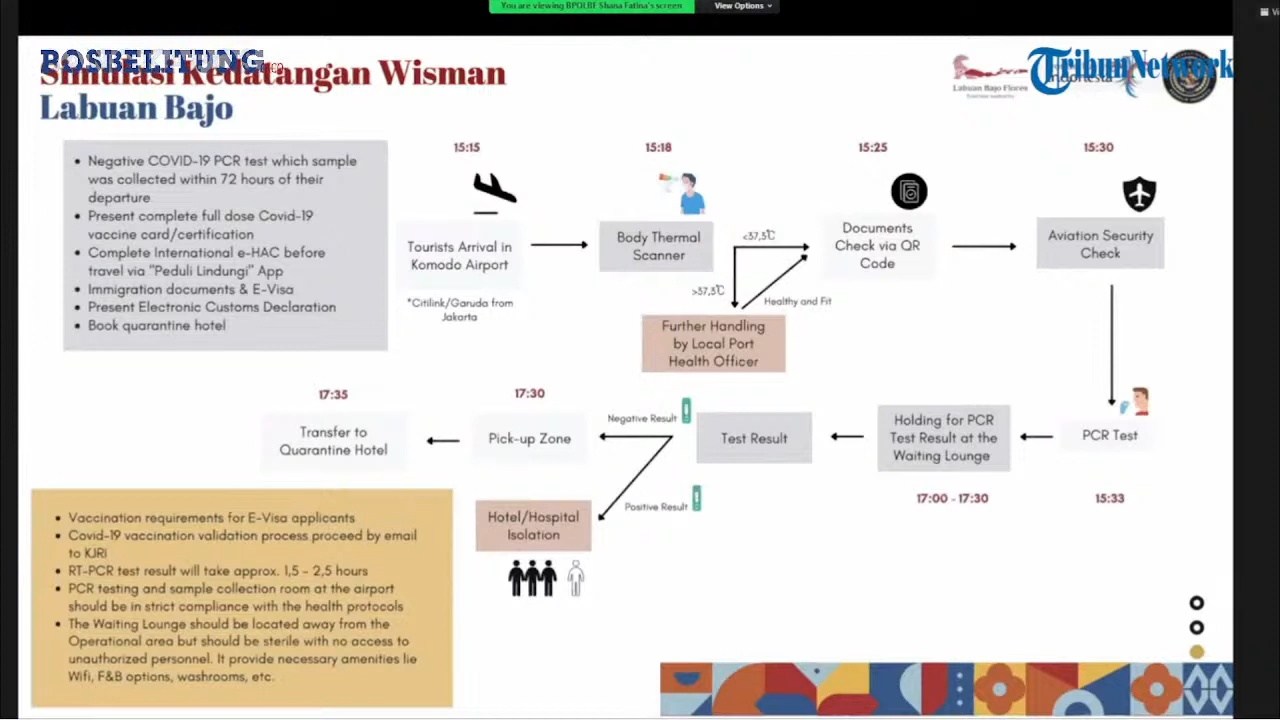 You are viewing BPOLBF Shana Fatina's screen
View Options
POSBELITUNG
Simulasi Kedatangan Wisman
Labuan Bajo
Labuan Bajo Flores
TribunNetwork
• Negative COVID-19 PCR test which sample
was collected within 72 hours of their
departure
• Present complete full dose Covid-19
vaccine card/certification
• Complete International e-HAC before
travel via "Peduli Lindungi" App
• Immigration documents & E-Visa
• Present Electronic Customs Declaration
• Book quarantine hotel
15:15
Tourists Arrival in
Komodo Airport
*Citilink/Garuda from
Jakarta
15:18
Body Thermal
Scanner
<37,3℃
>37,3℃
Healthy and Fit
Further Handling
by Local Port
Health Officer
15:25
Documents
Check via QR
Code
15:30
Aviation Security
Check
PCR Test
15:33
Holding for PCR
Test Result at the
Waiting Lounge
17:00 - 17:30
Test Result
Negative Result
Positive Result
17:30
Pick-up Zone
Hotel/Hospital
Isolation
17:35
Transfer to
Quarantine Hotel
• Vaccination requirements for E-Visa applicants
• Covid-19 vaccination validation process proceed by email
to KJRI
• RT-PCR test result will take approx. 1,5 - 2,5 hours
• PCR testing and sample collection room at the airport
should be in strict compliance with the health protocols
• The Waiting Lounge should be located away from the
Operational area but should be sterile with no access to
unauthorized personnel. It provide necessary amenities lie
Wifi, F&B options, washrooms, etc.